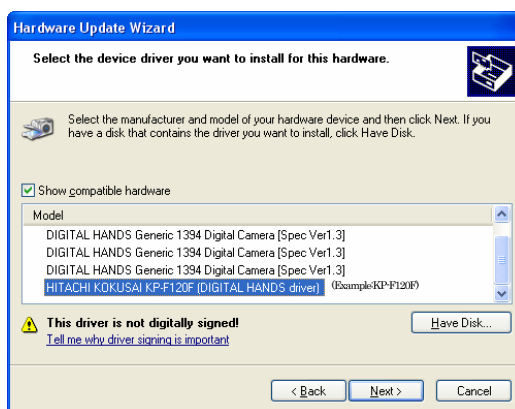 Hardware Update Wizard
Select the device driver you want to install for this hardware.
Select the manufacturer and model of your hardware device and then click Next. If you
have a disk that contains the driver you want to install, click Have Disk.
Show compatible hardware
Model
DIGITAL HANDS Generic 1394 Digital Camera [Spec Ver1.3]
DIGITAL HANDS Generic 1394 Digital Camera [Spec Ver1.3]
DIGITAL HANDS Generic 1394 Digital Camera [Spec Ver1.3]
HITACHI KOKUSAI KP-F120F (DIGITAL HANDS driver) (Example:KP-F120F)
This driver is not digitally signed!
Tell me why driver signing is important
Have Disk...
< Back Next > Cancel